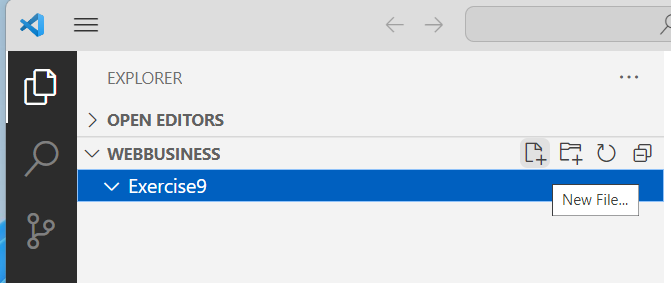 EXPLORER
OPEN EDITORS
WEBBUSINESS
Exercise9
New File...